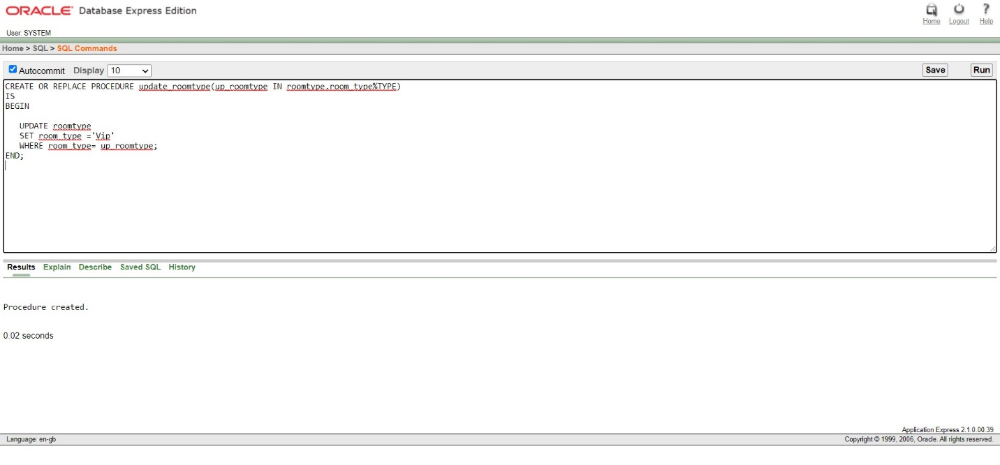 ORACLE® Database Express Edition
Home Logout Help
User: SYSTEM
Home > SQL > SQL Commands
Autocommit Display 10 Save Run
CREATE OR REPLACE PROCEDURE update_roomtype(up_roomtype IN roomtype.room_type%TYPE)
IS
BEGIN
UPDATE roomtype
SET room_type ='Vip'
WHERE room_type= up_roomtype;
END;
Results Explain Describe Saved SQL History
Procedure created.
0.02 seconds
Application Express 2.1.0.00.39
Language: en-gb Copyright © 1999, 2006, Oracle. All rights reserved.